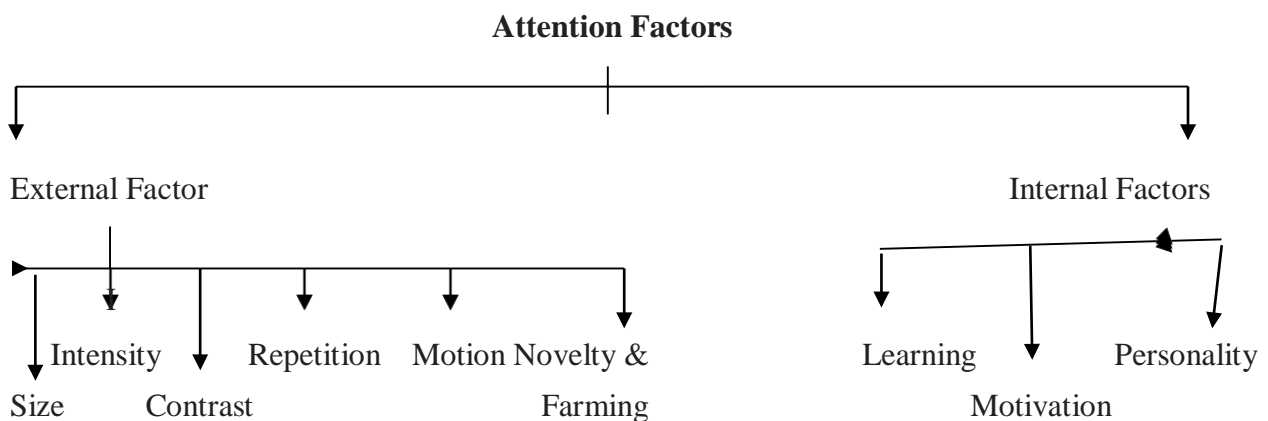 Attention Factors
External Factor Internal Factors
I
Intensity Repetition Motion Novelty & Learning Personality
Size Contrast Farming Motivation